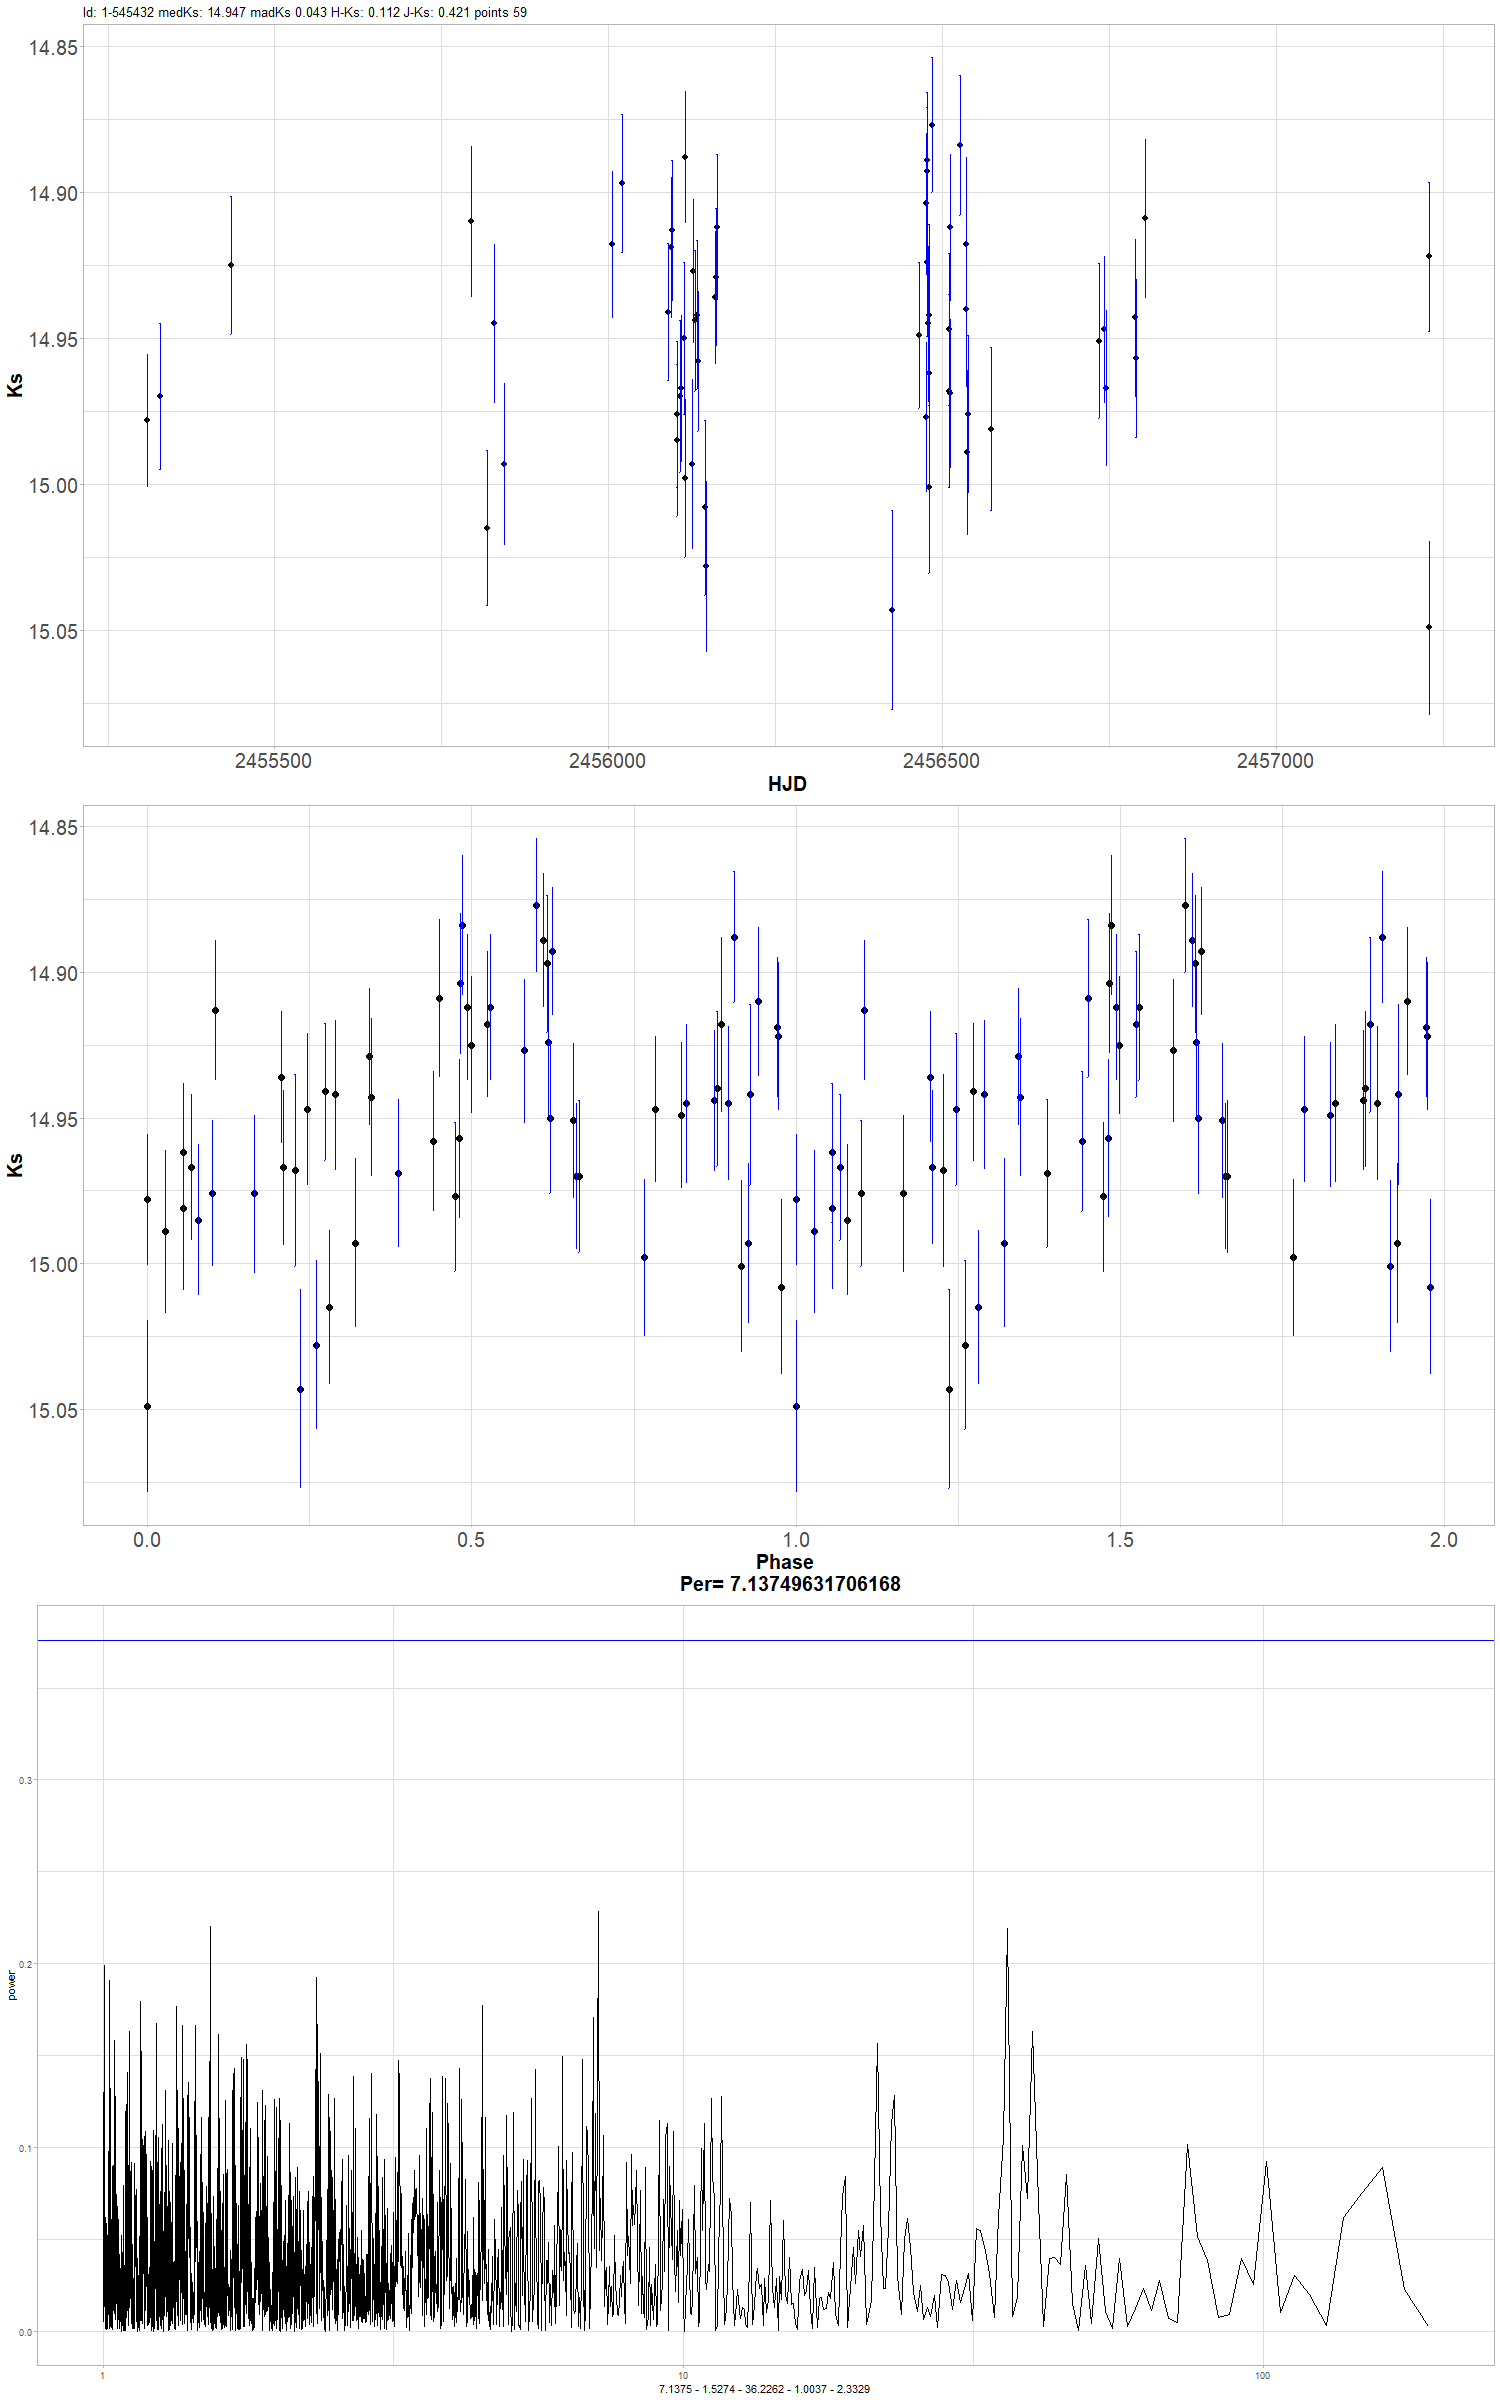 Id: 1-545432 medKs: 14.947 madKs 0.043 H-Ks: 0.112 J-Ks: 0.421 points 59
14.85
14.90
14.95
15.00
15.05
Ks
2455500 2456000 2456500 2457000
HJD
14.85
14.90
14.95
15.00
15.05
Ks
0.0 0.5 1.0 1.5 2.0
Phase
Per= 7.13749631706168
0.3
0.2
0.1
0.0
power
1 10 100
7.1375 - 1.5274 - 36.2262 - 1.0037 - 2.3329